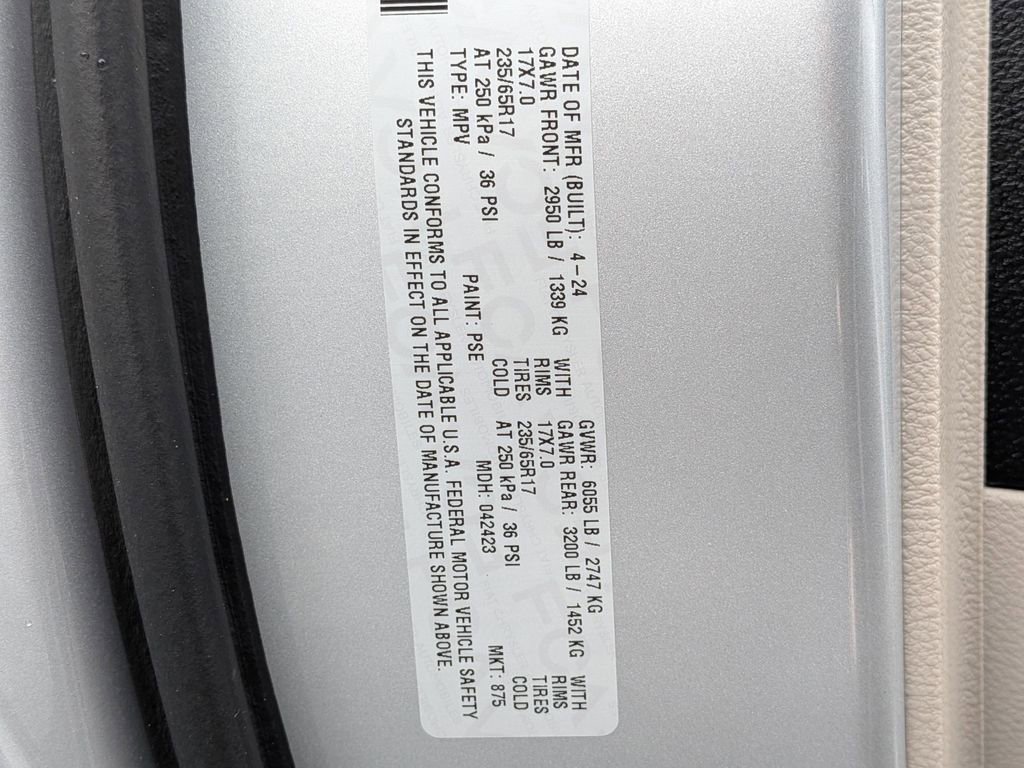 DATE OF MFR (BUILT): 4-24 GVWR: 6055 LB / 2747 KG
GAWR FRONT: 2950 LB / 1339 KG WITH GAWR REAR: 3200 LB / 1452 KG WITH
17X7.0 RIMS 17X7.0 RIMS
235/65R17 TIRES 235/65R17 TIRES
AT 250 kPa / 36 PSI COLD AT 250 kPa / 36 PSI COLD
TYPE: MPV PAINT: PSE MDH: 042423 MKT: 875
THIS VEHICLE CONFORMS TO ALL APPLICABLE U.S.A. FEDERAL MOTOR VEHICLE SAFETY
STANDARDS IN EFFECT ON THE DATE OF MANUFACTURE SHOWN ABOVE.